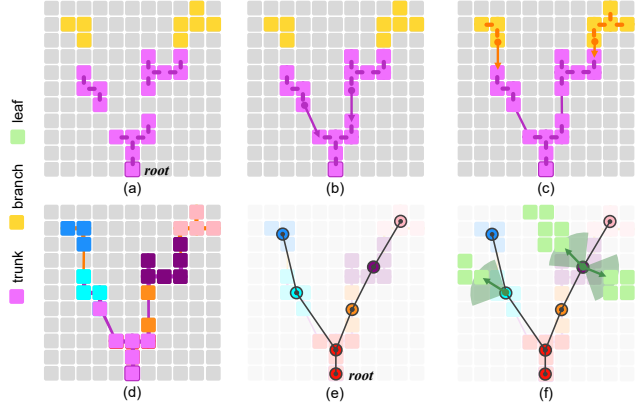 leaf
branch
trunk
root
(a)
(b)
(c)
root
(d)
(e)
(f)